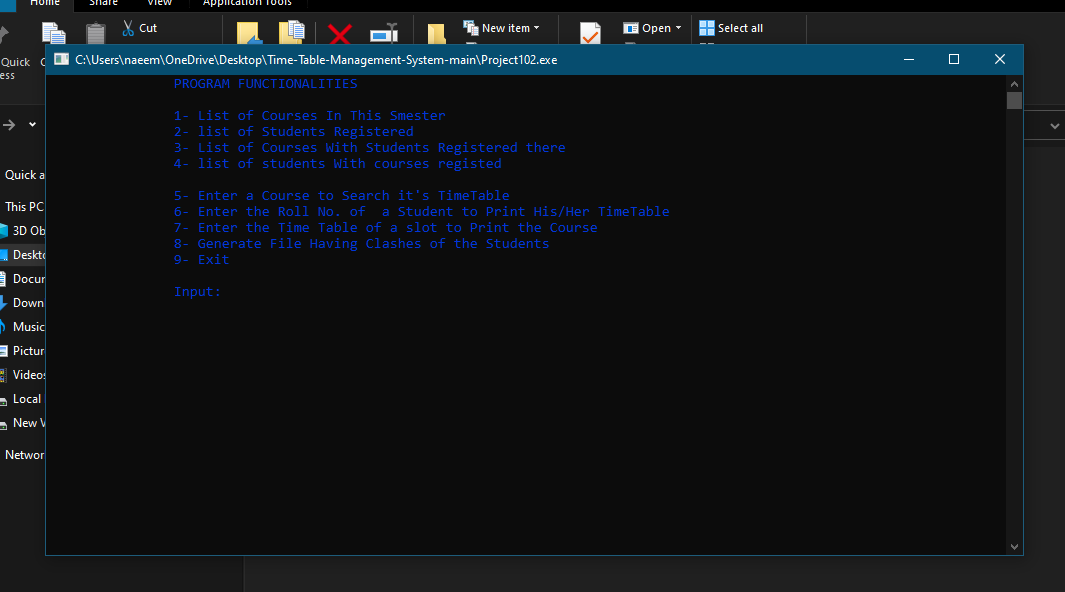 Home Share View Application Tools
Cut
New item
Open
Select all
Quick
ess
C:\Users\naeem\OneDrive\Desktop\Time-Table-Management-System-main\Project102.exe
PROGRAM FUNCTIONALITIES
1- List of Courses In This Smester
2- list of Students Registered
3- List of Courses With Students Registered there
4- list of students With courses registed
5- Enter a Course to Search it's TimeTable
6- Enter the Roll No. of  a Student to Print His/Her TimeTable
7- Enter the Time Table of a slot to Print the Course
8- Generate File Having Clashes of the Students
9- Exit
Input:
Quick a
This PC
3D Ob
Deskto
Docum
Down
Music
Pictur
Videos
Local
New V
Networ